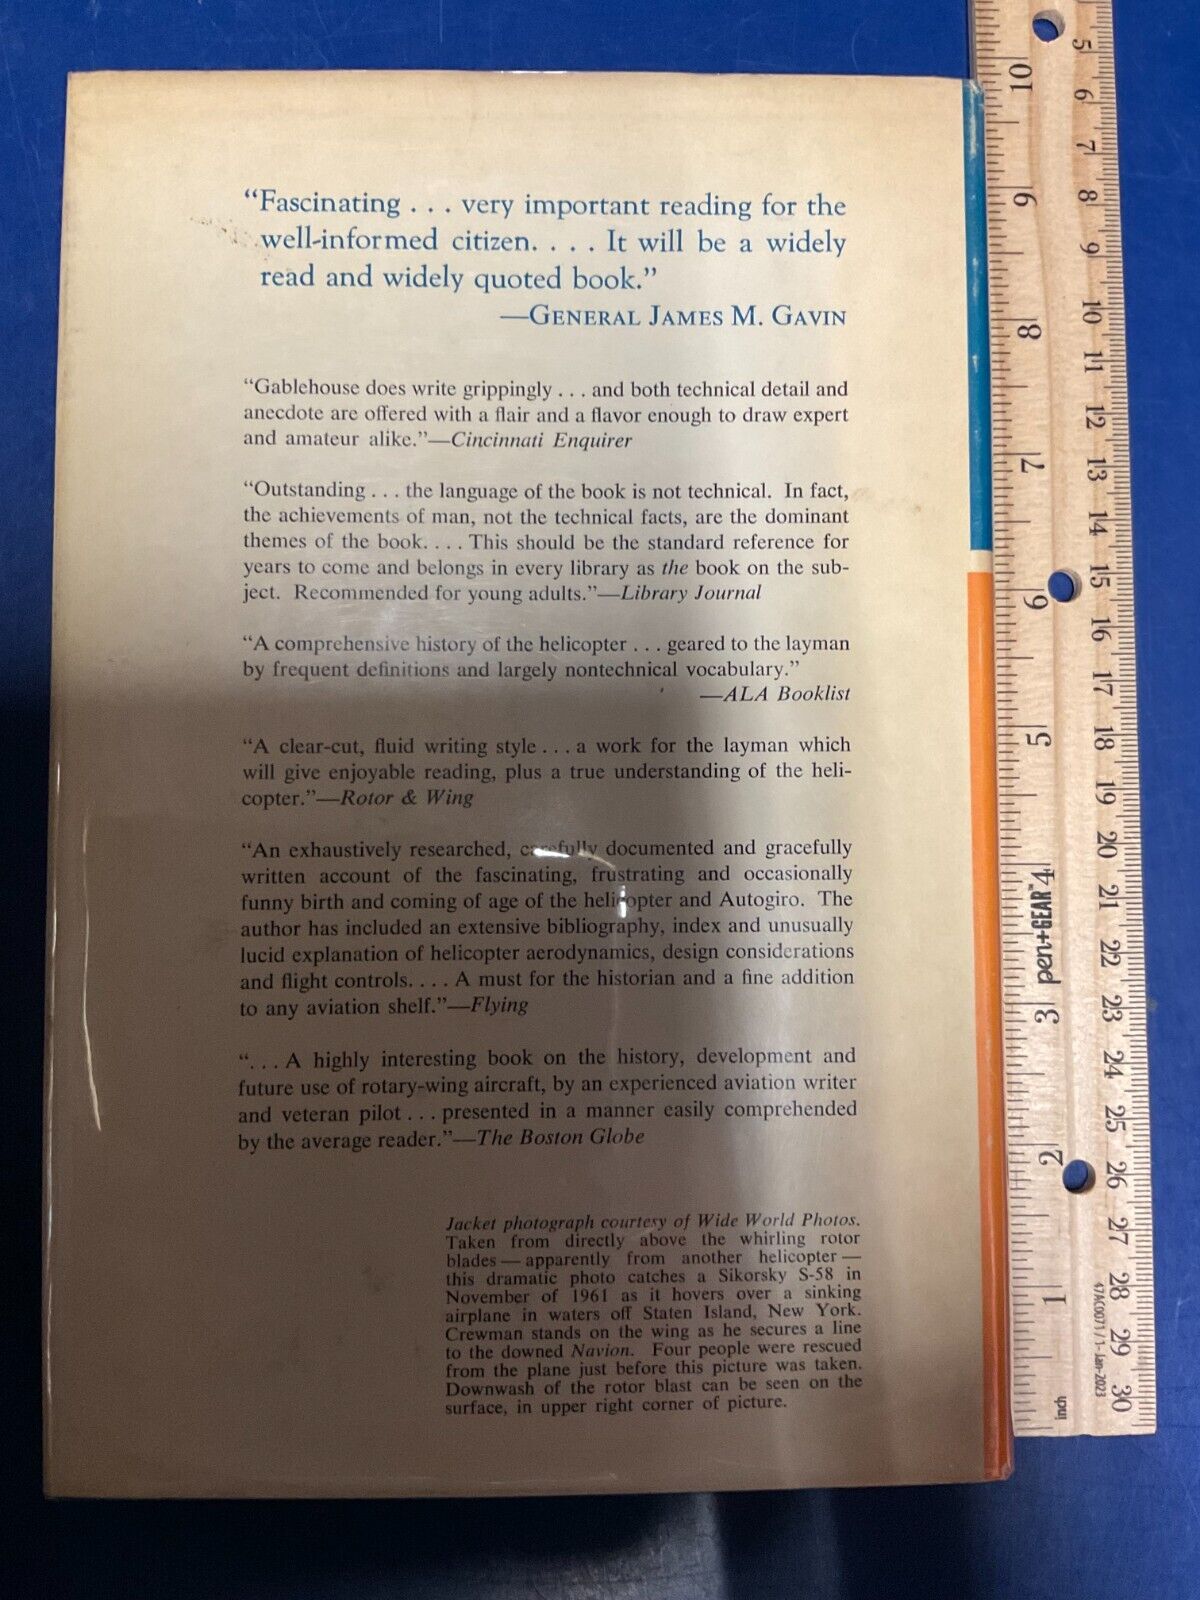 “Fascinating . . . very important reading for the
well-informed citizen. . . . It will be a widely
read and widely quoted book.”
—GENERAL JAMES M. GAVIN
“Gablehouse does write grippingly . . . and both technical detail and
anecdote are offered with a flair and a flavor enough to draw expert
and amateur alike.”—Cincinnati Enquirer
“Outstanding . . . the language of the book is not technical. In fact,
the achievements of man, not the technical facts, are the dominant
themes of the book. . . . This should be the standard reference for
years to come and belongs in every library as the book on the sub-
ject. Recommended for young adults.”—Library Journal
“A comprehensive history of the helicopter . . . geared to the layman
by frequent definitions and largely nontechnical vocabulary.”
—ALA Booklist
“A clear-cut, fluid writing style . . . a work for the layman which
will give enjoyable reading, plus a true understanding of the heli-
copter.”—Rotor & Wing
“An exhaustively researched, carefully documented and gracefully
written account of the fascinating, frustrating and occasionally
funny birth and coming of age of the helicopter and Autogiro. The
author has included an extensive bibliography, index and unusually
lucid explanation of helicopter aerodynamics, design considerations
and flight controls. . . . A must for the historian and a fine addition
to any aviation shelf.”—Flying
“. . . A highly interesting book on the history, development and
future use of rotary-wing aircraft, by an experienced aviation writer
and veteran pilot . . . presented in a manner easily comprehended
by the average reader.”—The Boston Globe
Jacket photograph courtesy of Wide World Photos.
Taken from directly above the whirling rotor
blades — apparently from another helicopter —
this dramatic photo catches a Sikorsky S-58 in
November of 1961 as it hovers over a sinking
airplane in waters off Staten Island, New York.
Crewman stands on the wing as he secures a line
to the downed Navion. Four people were rescued
from the plane just before this picture was taken.
Downwash of the rotor blast can be seen on the
surface, in upper right corner of picture.
10
9
8
7
6
5
4
3
2
1
inch
pen+GEAR™
5
6
7
8
9
10
11
12
13
14
15
16
17
18
19
20
21
22
23
24
25
26
27
28
29
30
47AC0071 / 1-Jan-2023